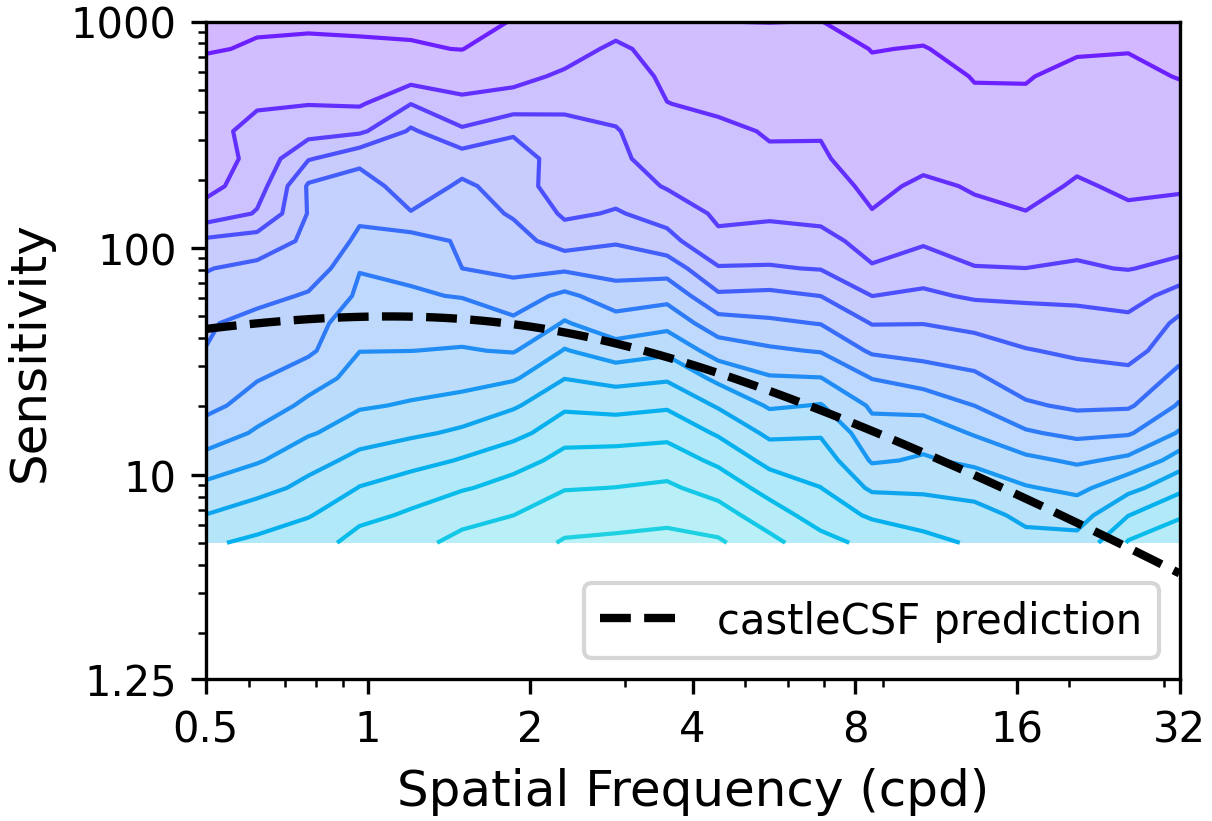 1000
100
10
1.25
Sensitivity
castleCSF prediction
0.5 1 2 4 8 16 32
Spatial Frequency (cpd)